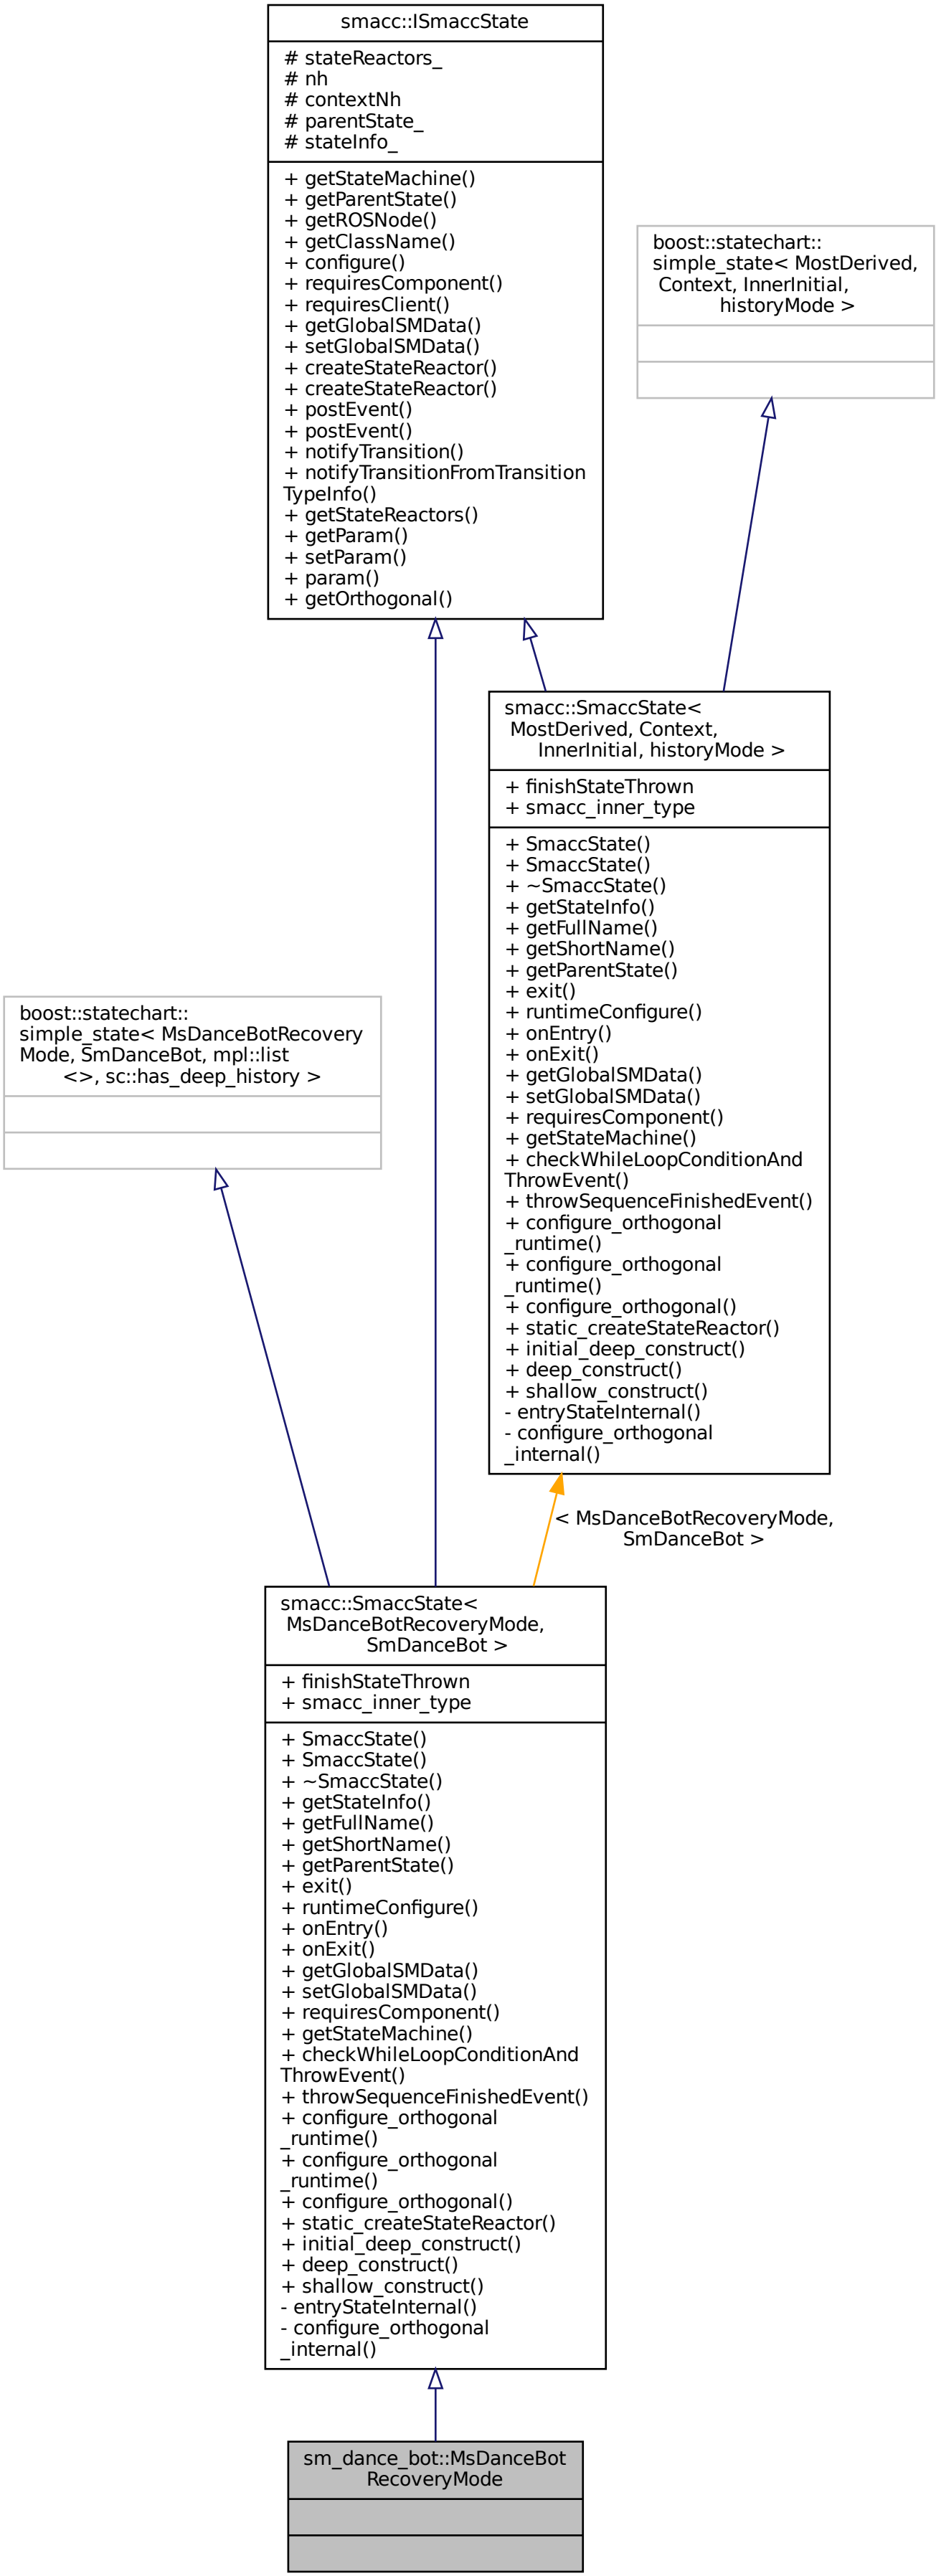 smacc::ISmaccState
# stateReactors_
# nh
# contextNh
# parentState_
# stateInfo_
+ getStateMachine()
+ getParentState()
+ getROSNode()
+ getClassName()
+ configure()
+ requiresComponent()
+ requiresClient()
+ getGlobalSMData()
+ setGlobalSMData()
+ createStateReactor()
+ createStateReactor()
+ postEvent()
+ postEvent()
+ notifyTransition()
+ notifyTransitionFromTransition
TypeInfo()
+ getStateReactors()
+ getParam()
+ setParam()
+ param()
+ getOrthogonal()
boost::statechart::
simple_state< MostDerived,
Context, InnerInitial,
historyMode >
smacc::SmaccState<
MostDerived, Context,
InnerInitial, historyMode >
+ finishStateThrown
+ smacc_inner_type
+ SmaccState()
+ SmaccState()
+ ~SmaccState()
+ getStateInfo()
+ getFullName()
+ getShortName()
+ getParentState()
+ exit()
+ runtimeConfigure()
+ onEntry()
+ onExit()
+ getGlobalSMData()
+ setGlobalSMData()
+ requiresComponent()
+ getStateMachine()
+ checkWhileLoopConditionAnd
ThrowEvent()
+ throwSequenceFinishedEvent()
+ configure_orthogonal
_runtime()
+ configure_orthogonal
_runtime()
+ configure_orthogonal()
+ static_createStateReactor()
+ initial_deep_construct()
+ deep_construct()
+ shallow_construct()
- entryStateInternal()
- configure_orthogonal
_internal()
boost::statechart::
simple_state< MsDanceBotRecovery
Mode, SmDanceBot, mpl::list
<>, sc::has_deep_history >
< MsDanceBotRecoveryMode,
SmDanceBot >
smacc::SmaccState<
MsDanceBotRecoveryMode,
SmDanceBot >
+ finishStateThrown
+ smacc_inner_type
+ SmaccState()
+ SmaccState()
+ ~SmaccState()
+ getStateInfo()
+ getFullName()
+ getShortName()
+ getParentState()
+ exit()
+ runtimeConfigure()
+ onEntry()
+ onExit()
+ getGlobalSMData()
+ setGlobalSMData()
+ requiresComponent()
+ getStateMachine()
+ checkWhileLoopConditionAnd
ThrowEvent()
+ throwSequenceFinishedEvent()
+ configure_orthogonal
_runtime()
+ configure_orthogonal
_runtime()
+ configure_orthogonal()
+ static_createStateReactor()
+ initial_deep_construct()
+ deep_construct()
+ shallow_construct()
- entryStateInternal()
- configure_orthogonal
_internal()
sm_dance_bot::MsDanceBot
RecoveryMode